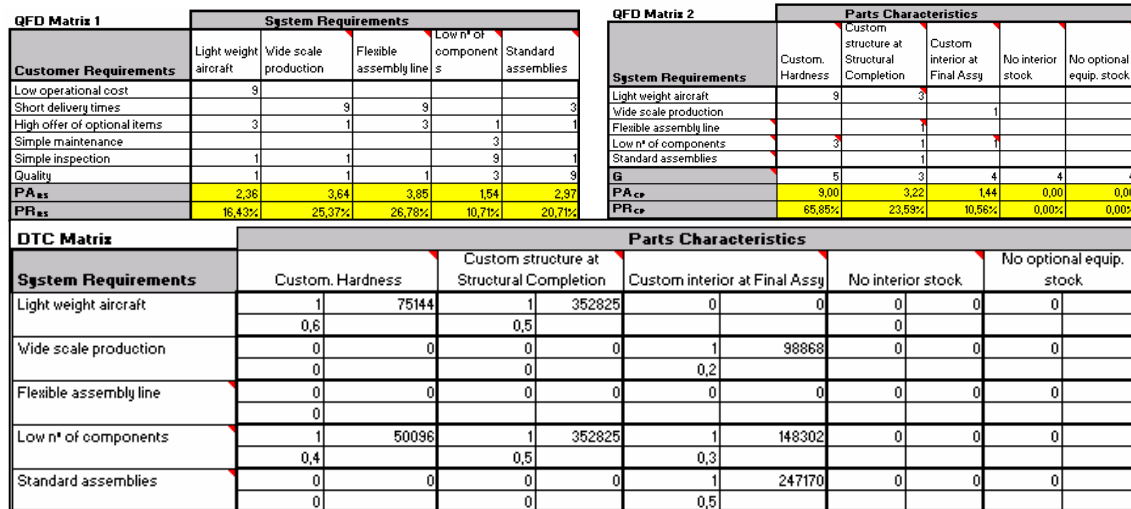 QFD Matriz 1
System Requirements
Customer Requirements
Light weight aircraft
Wide scale production
Flexible assembly line
Low nº of components
Standard assemblies
Low operational cost 9
Short delivery times 9 9 3
High offer of optional items 3 1 3 1 1
Simple maintenance 3
Simple inspection 1 1 9 1
Quality 1 1 1 3 9
PA RS 2,36 3,64 3,85 1,54 2,97
PR RS 16,43% 25,37% 26,78% 10,71% 20,71%
QFD Matriz 2
Parts Characteristics
System Requirements
Custom. Hardness
Custom structure at Structural Completion
Custom interior at Final Assy
No interior stock
No optional equip. stock
Light weight aircraft 9 3
Wide scale production 1
Flexible assembly line 1
Low nº of components 3 1 1
Standard assemblies 1
G 5 3 4 4
PA CP 9,00 3,22 1,44 0,00 0,00
PR CP 65,85% 23,59% 10,56% 0,00% 0,00%
DTC Matriz
Parts Characteristics
System Requirements
Custom. Hardness
Custom structure at Structural Completion
Custom interior at Final Assy
No interior stock
No optional equip. stock
Light weight aircraft 1 75144 1 352825 0 0 0 0 0
0,6 0,5 0
Wide scale production 0 0 0 0 1 98868 0 0 0
0 0 0,2
Flexible assembly line 0 0 0 0 0 0 0 0 0
0
Low nº of components 1 50096 1 352825 1 148302 0 0 0
0,4 0,5 0,3
Standard assemblies 0 0 0 0 1 247170 0 0 0
0 0 0,5